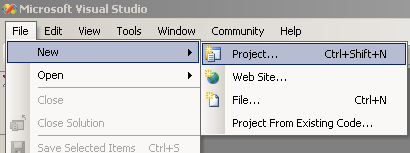 Microsoft Visual Studio
File Edit View Tools Window Community Help
New
Project... Ctrl+Shift+N
Open
Web Site...
Close
File... Ctrl+N
Close Solution
Project From Existing Code...
Save Selected Items Ctrl+S